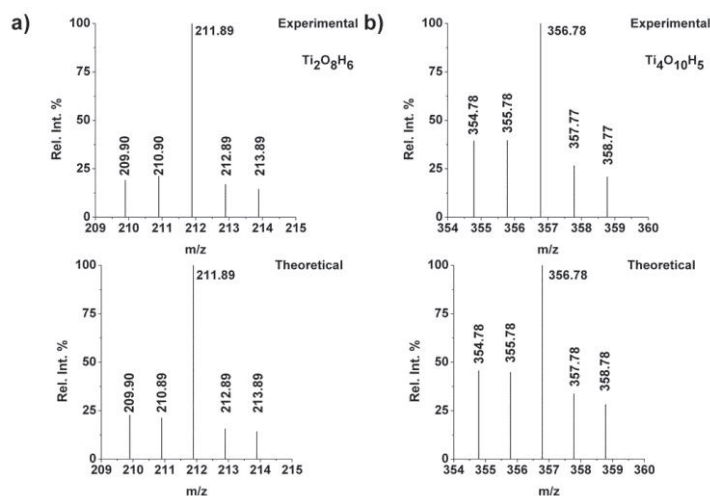 a)
Experimental
Ti2O8H6
211.89
209.90
210.90
212.89
213.89
Rel. Int. %
100
75
50
25
0
209 210 211 212 213 214 215
m/z
b)
Experimental
Ti4O10H5
356.78
354.78
355.78
357.77
358.77
Rel. Int. %
100
75
50
25
0
354 355 356 357 358 359 360
m/z
Theoretical
211.89
209.90
210.89
212.89
213.89
Rel. Int. %
100
75
50
25
0
209 210 211 212 213 214 215
m/z
Theoretical
356.78
354.78
355.78
357.78
358.78
Rel. Int. %
100
75
50
25
0
354 355 356 357 358 359 360
m/z